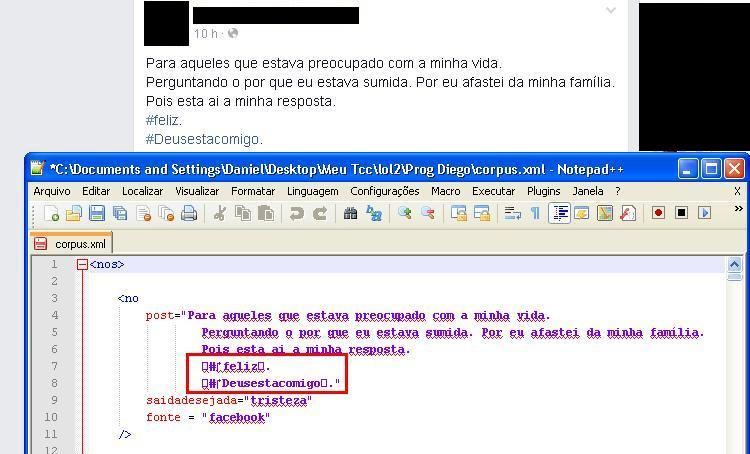 10 h ·
Para aqueles que estava preocupado com a minha vida.
Perguntando o por que eu estava sumida. Por eu afastei da minha família.
Pois esta ai a minha resposta.
#feliz.
#Deusestacomigo.
*C:\Documents and Settings\Daniel\Desktop\Meu Tcc\lol2\Prog Diego\corpus.xml - Notepad++
Arquivo Editar Localizar Visualizar Formatar Linguagem Configurações Macro Executar Plugins Janela ? X
corpus.xml
1 <nos>
2
3 <no
4 post="Para aqueles que estava preocupado com a minha vida.
5 Perguntando o por que eu estava sumida. Por eu afastei da minha família.
6 Pois esta ai a minha resposta.
7 □#feliz□.
8 □#Deusestacomigo□."
9 saidadesejada="tristeza"
10 fonte = "facebook"
11 />
12